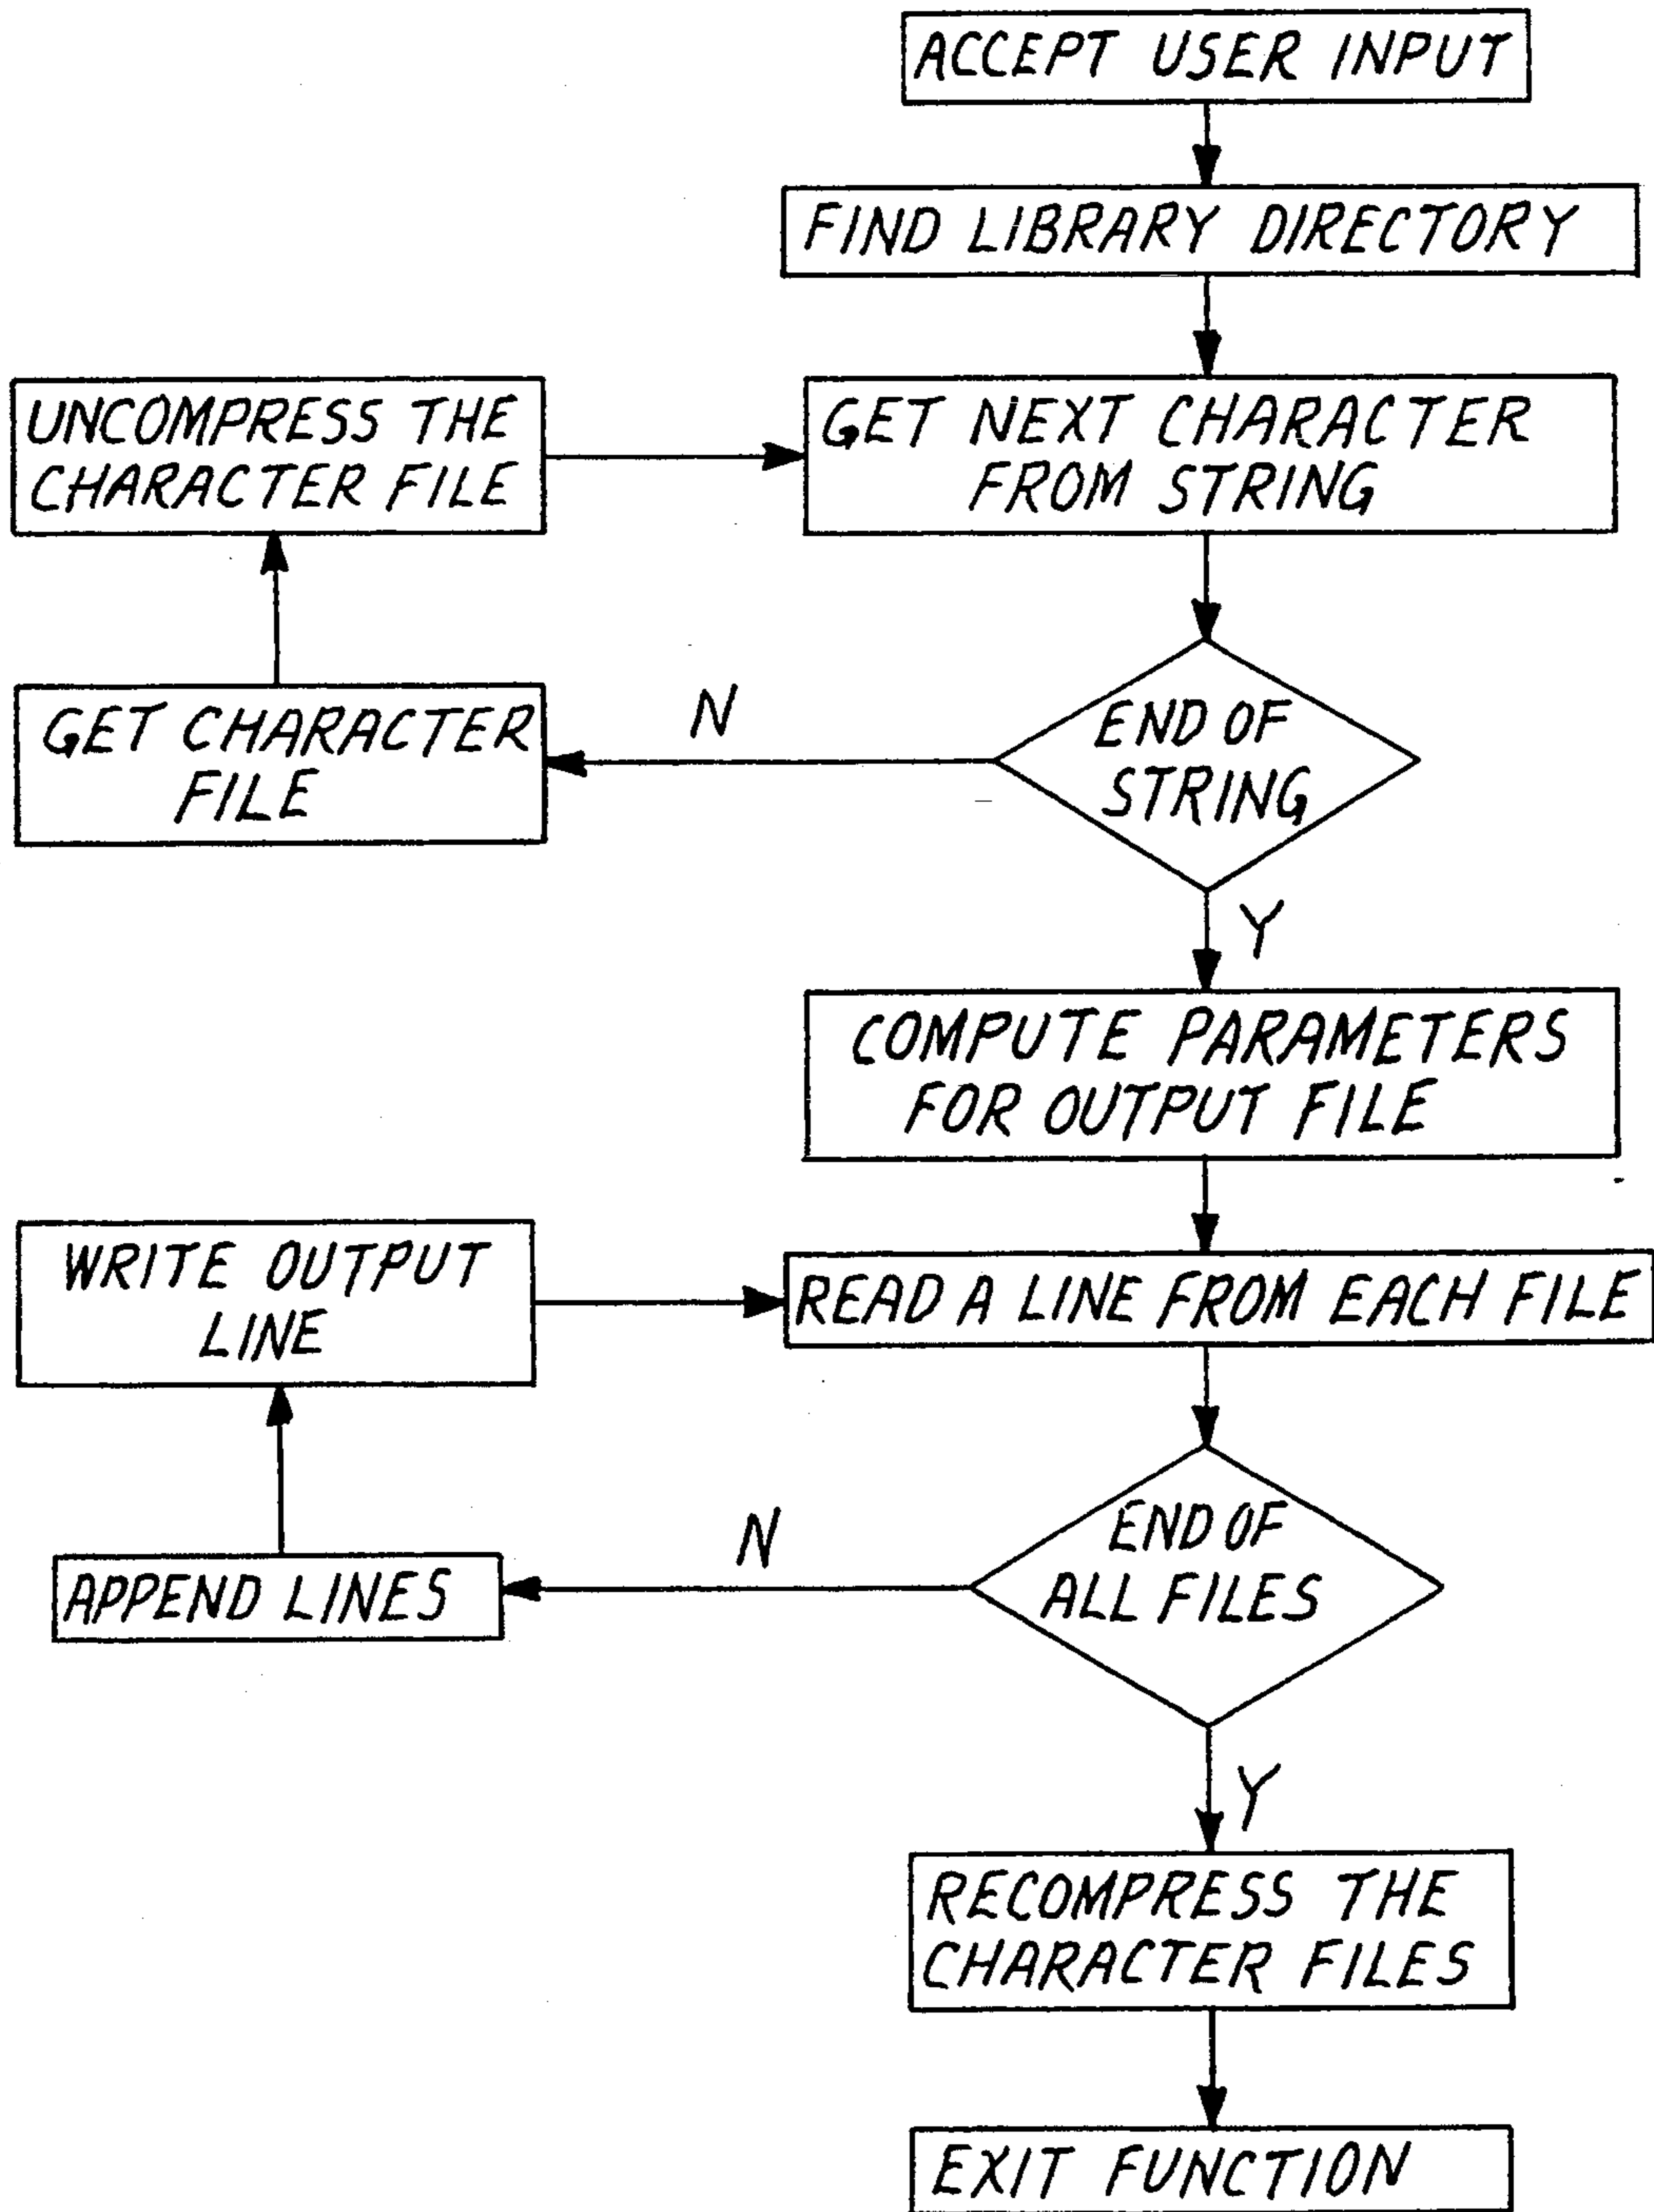 ACCEPT USER INPUT
FIND LIBRARY DIRECTORY
UNCOMPRESS THE
CHARACTER FILE
GET NEXT CHARACTER
FROM STRING
GET CHARACTER
FILE
N
END OF
STRING
Y
COMPUTE PARAMETERS
FOR OUTPUT FILE
WRITE OUTPUT
LINE
READ A LINE FROM EACH FILE
APPEND LINES
N
END OF
ALL FILES
Y
RECOMPRESS THE
CHARACTER FILES
EXIT FUNCTION